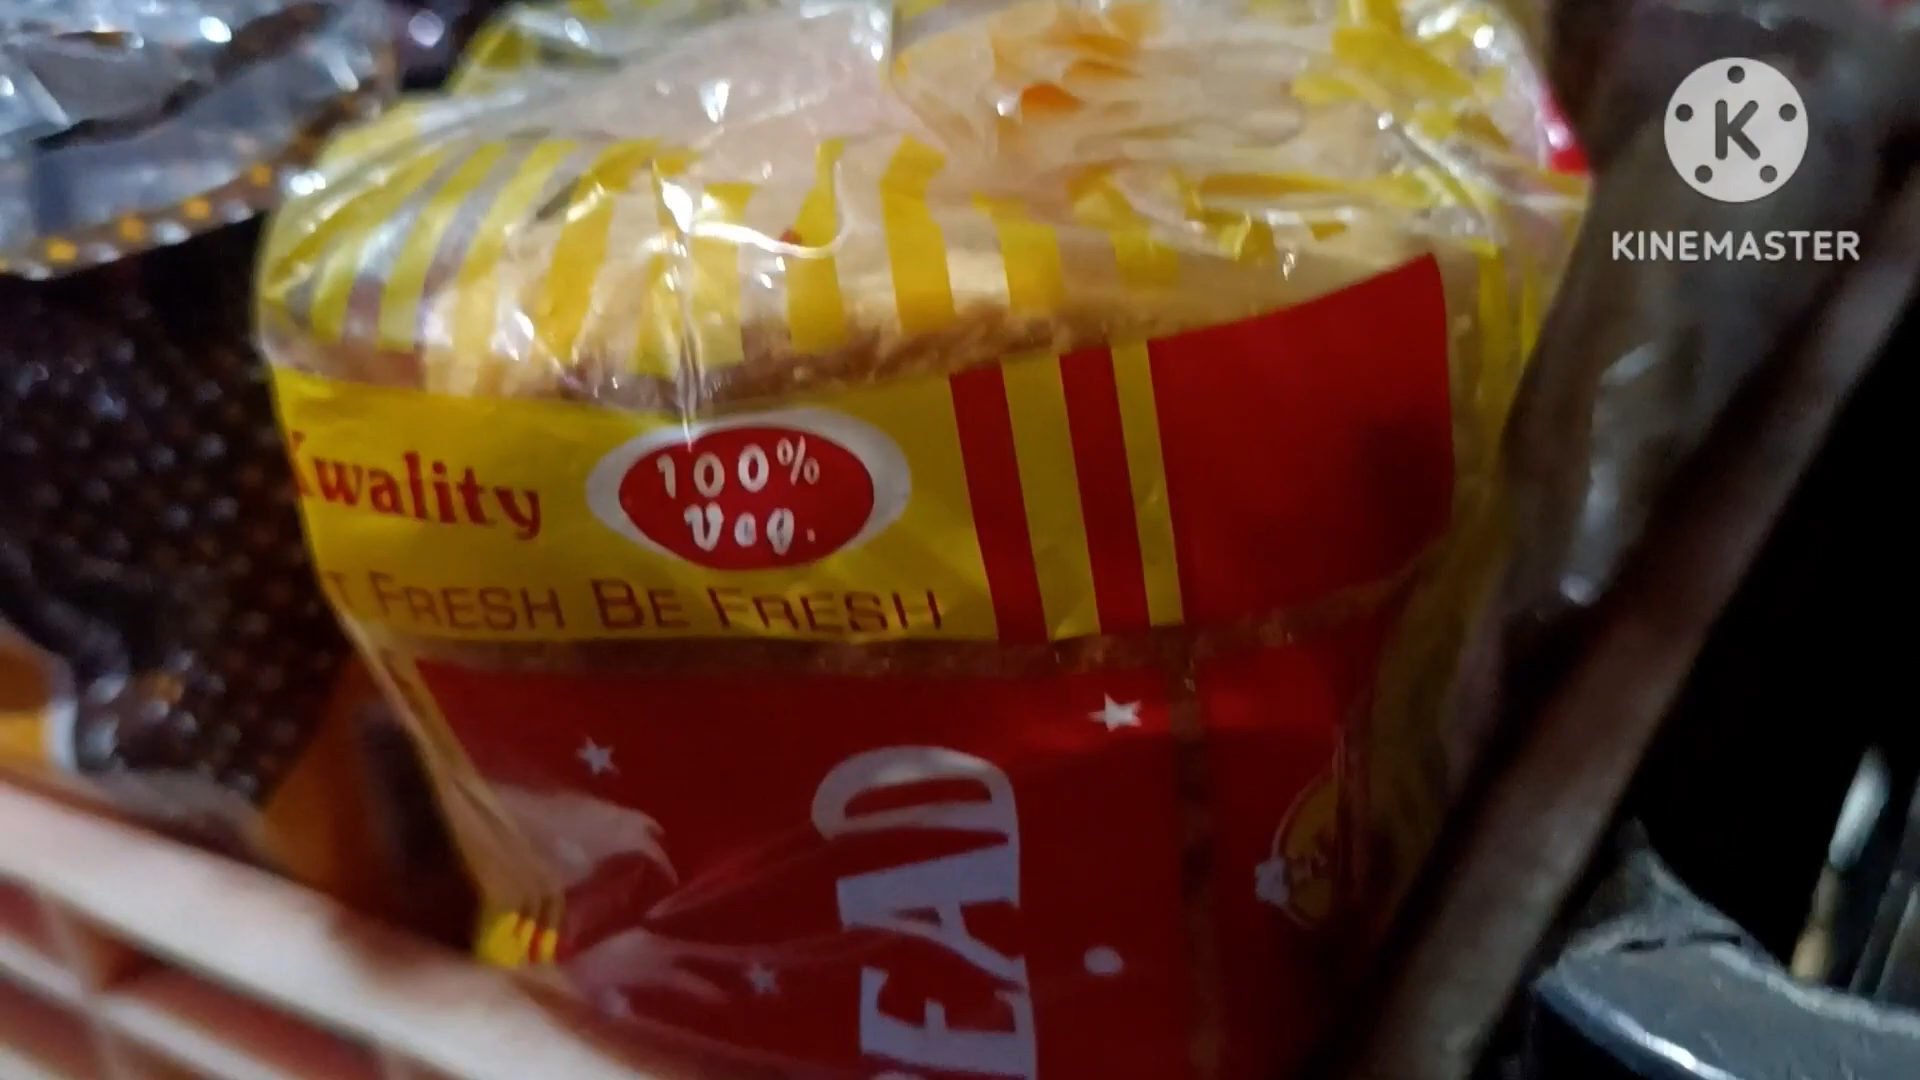 Kwality
100%
Veg.
T FRESH BE FRESH
EAD
K
KINEMASTER